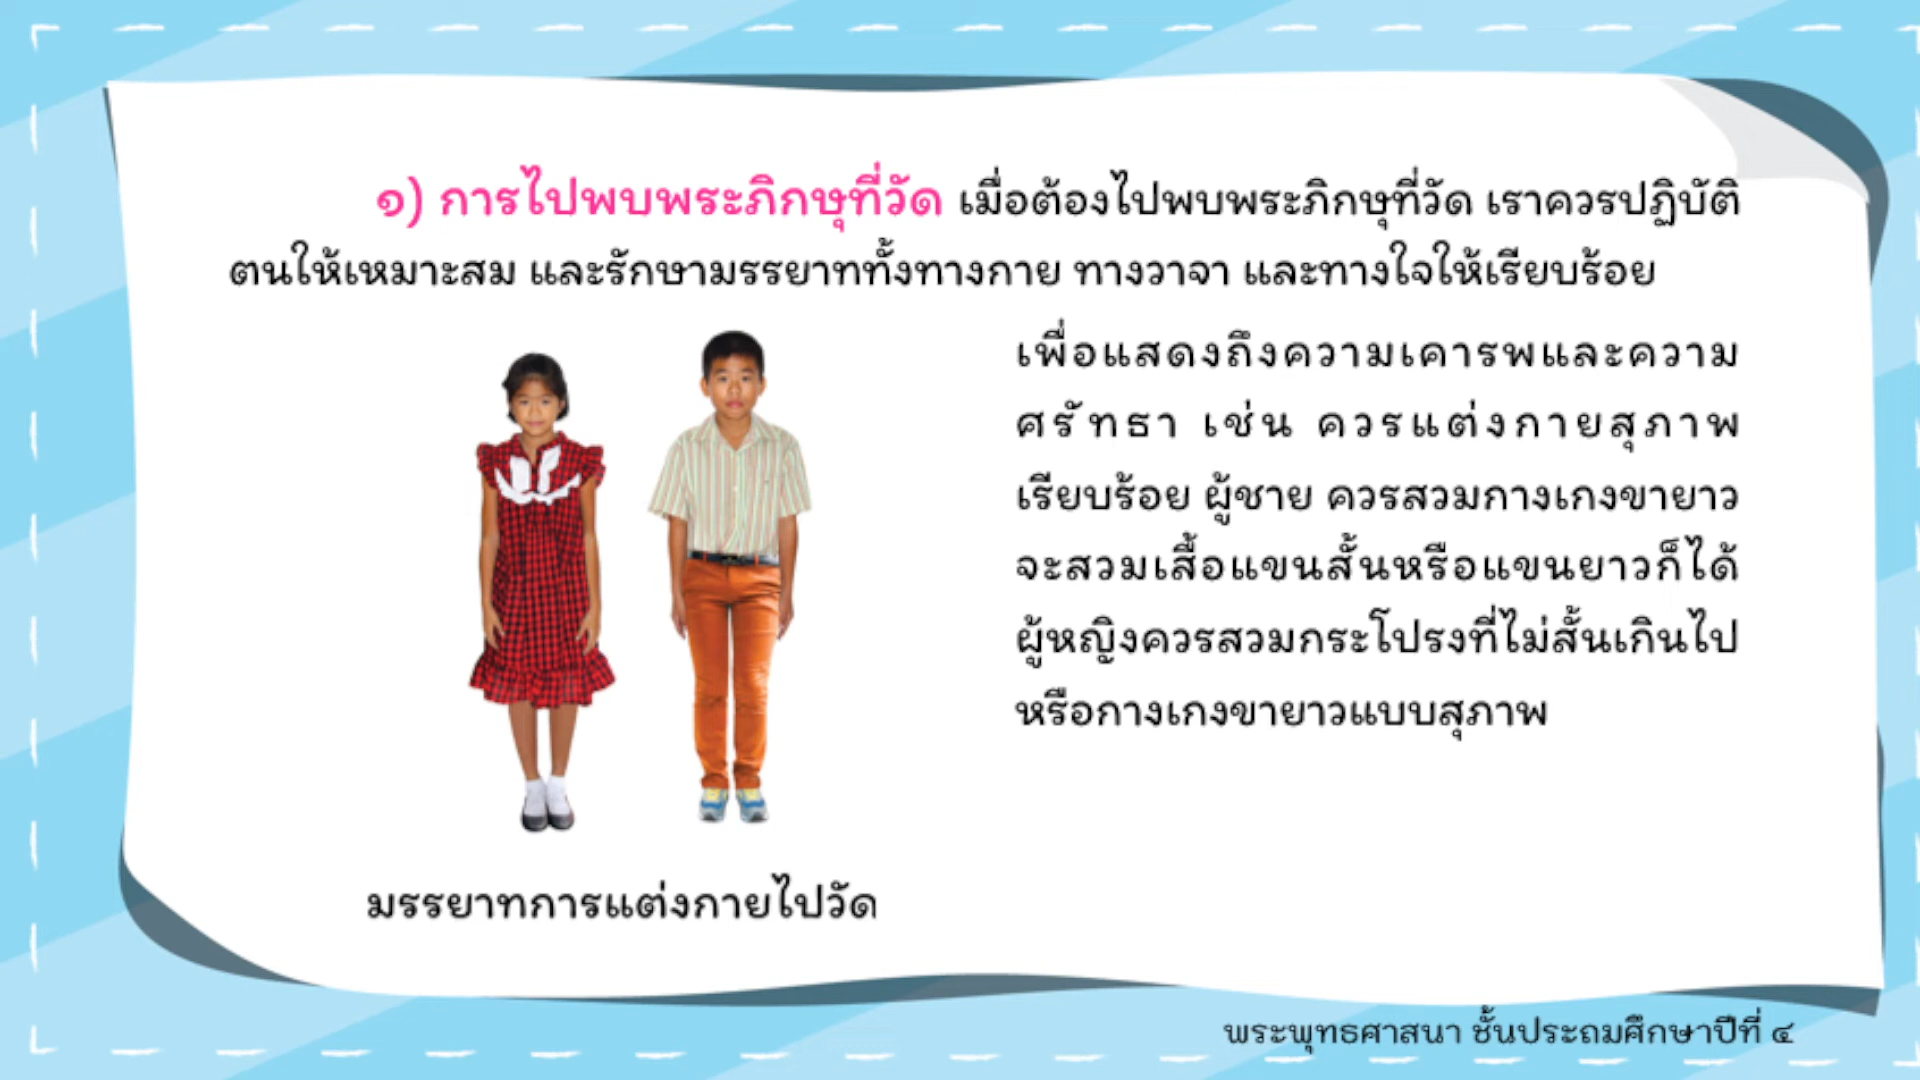 ๑) การไปพบพระภิกษุที่วัด เมื่อต้องไปพบพระภิกษุที่วัด เราควรปฏิบัติ
ตนให้เหมาะสม และรักษามรรยาททั้งทางกาย ทางวาจา และทางใจให้เรียบร้อย
เพื่อแสดงถึงความเคารพและความ
ศรัทธา เช่น ควรแต่งกายสุภาพ
เรียบร้อย ผู้ชาย ควรสวมกางเกงขายาว
จะสวมเสื้อแขนสั้นหรือแขนยาวก็ได้
ผู้หญิงควรสวมกระโปรงที่ไม่สั้นเกินไป
หรือกางเกงขายาวแบบสุภาพ
มรรยาทการแต่งกายไปวัด
พระพุทธศาสนา ชั้นประถมศึกษาปีที่ ๔